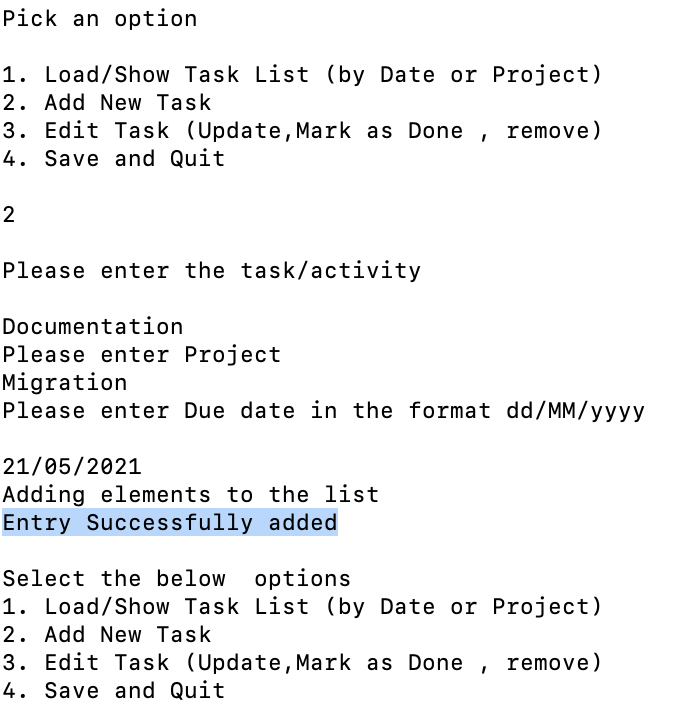 Pick an option
1. Load/Show Task List (by Date or Project)
2. Add New Task
3. Edit Task (Update,Mark as Done , remove)
4. Save and Quit
2
Please enter the task/activity
Documentation
Please enter Project
Migration
Please enter Due date in the format dd/MM/yyyy
21/05/2021
Adding elements to the list
Entry Successfully added
Select the below  options
1. Load/Show Task List (by Date or Project)
2. Add New Task
3. Edit Task (Update,Mark as Done , remove)
4. Save and Quit